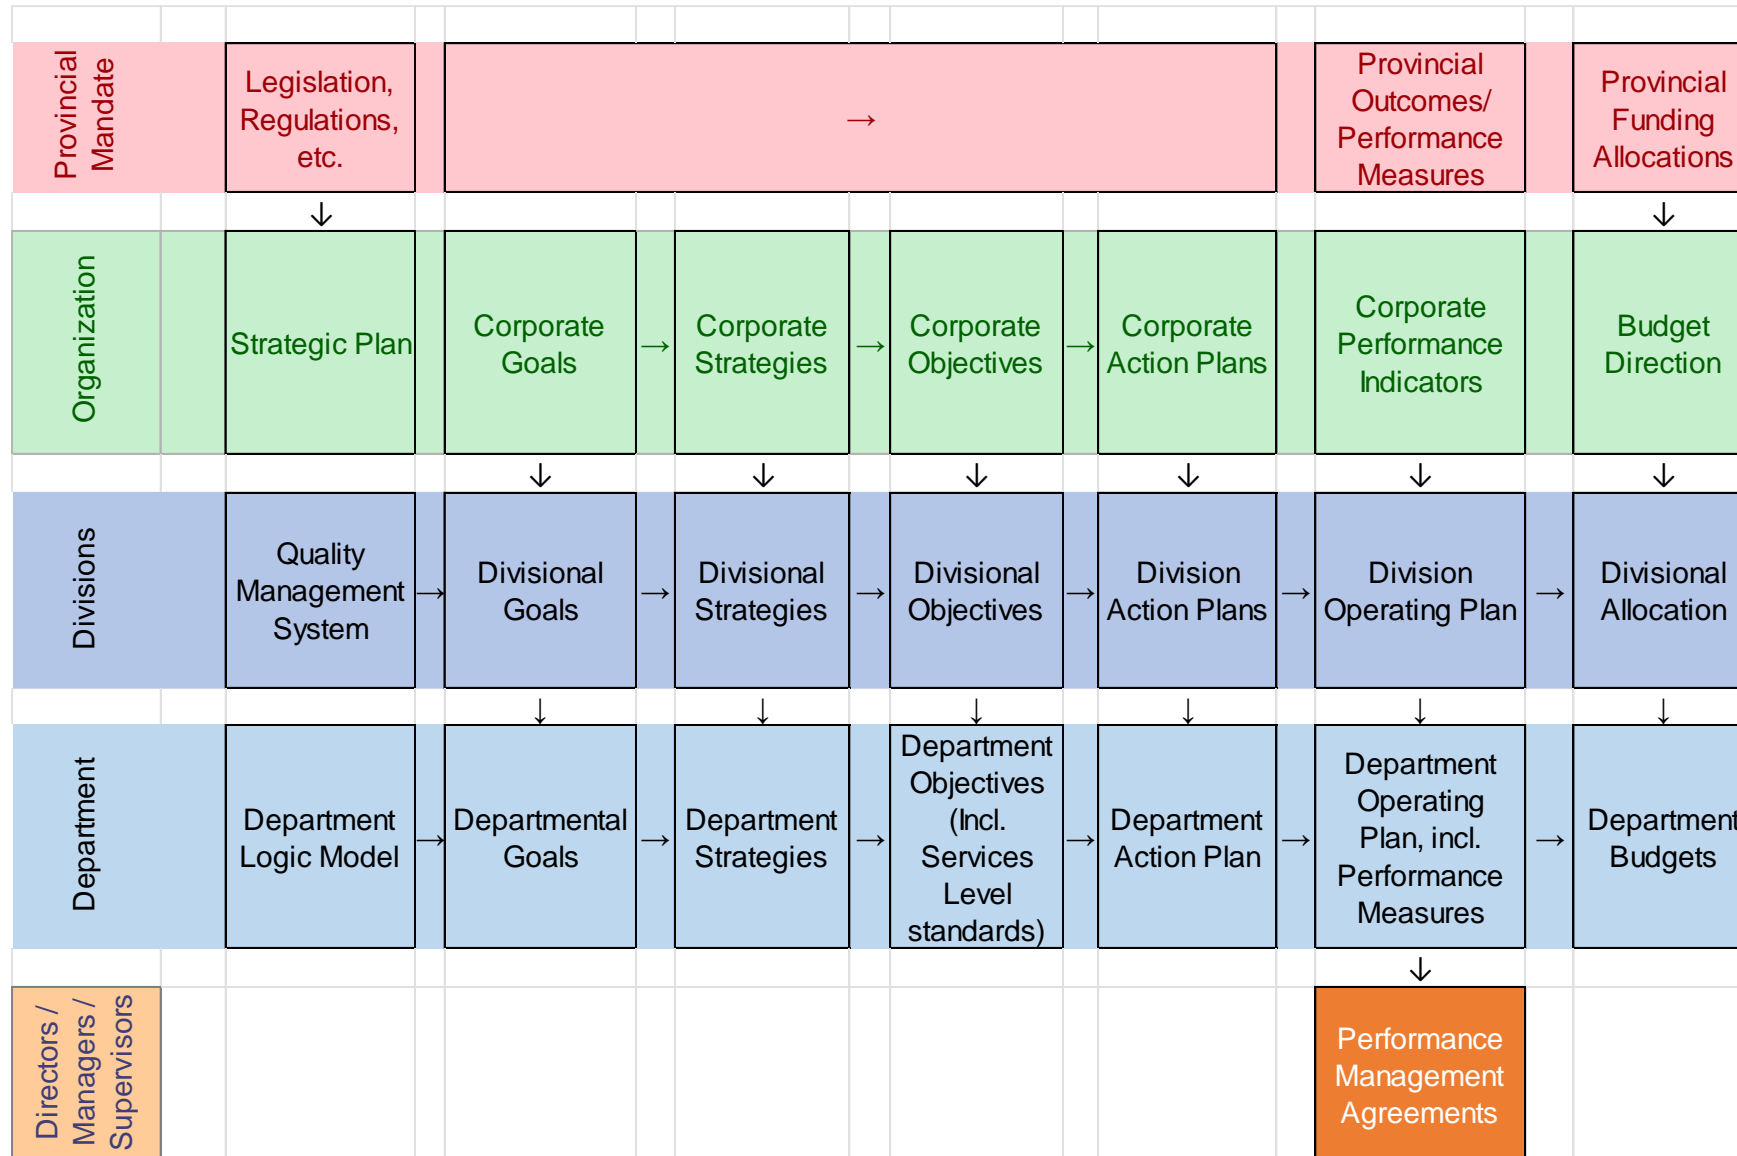 Provincial
Mandate
Legislation,
Regulations,
etc.
→
Provincial
Outcomes/
Performance
Measures
Provincial
Funding
Allocations
↓
↓
Organization
Strategic Plan
Corporate
Goals
→
Corporate
Strategies
→
Corporate
Objectives
→
Corporate
Action Plans
Corporate
Performance
Indicators
Budget
Direction
↓
↓
↓
↓
↓
↓
Divisions
Quality
Management
System
→
Divisional
Goals
→
Divisional
Strategies
→
Divisional
Objectives
→
Division
Action Plans
→
Division
Operating Plan
→
Divisional
Allocation
↓
↓
↓
↓
↓
↓
Department
Department
Logic Model
→
Departmental
Goals
→
Department
Strategies
→
Department
Objectives
(Incl.
Services
Level
standards)
→
Department
Action Plan
→
Department
Operating
Plan, incl.
Performance
Measures
→
Department
Budgets
↓
Directors /
Managers /
Supervisors
Performance
Management
Agreements